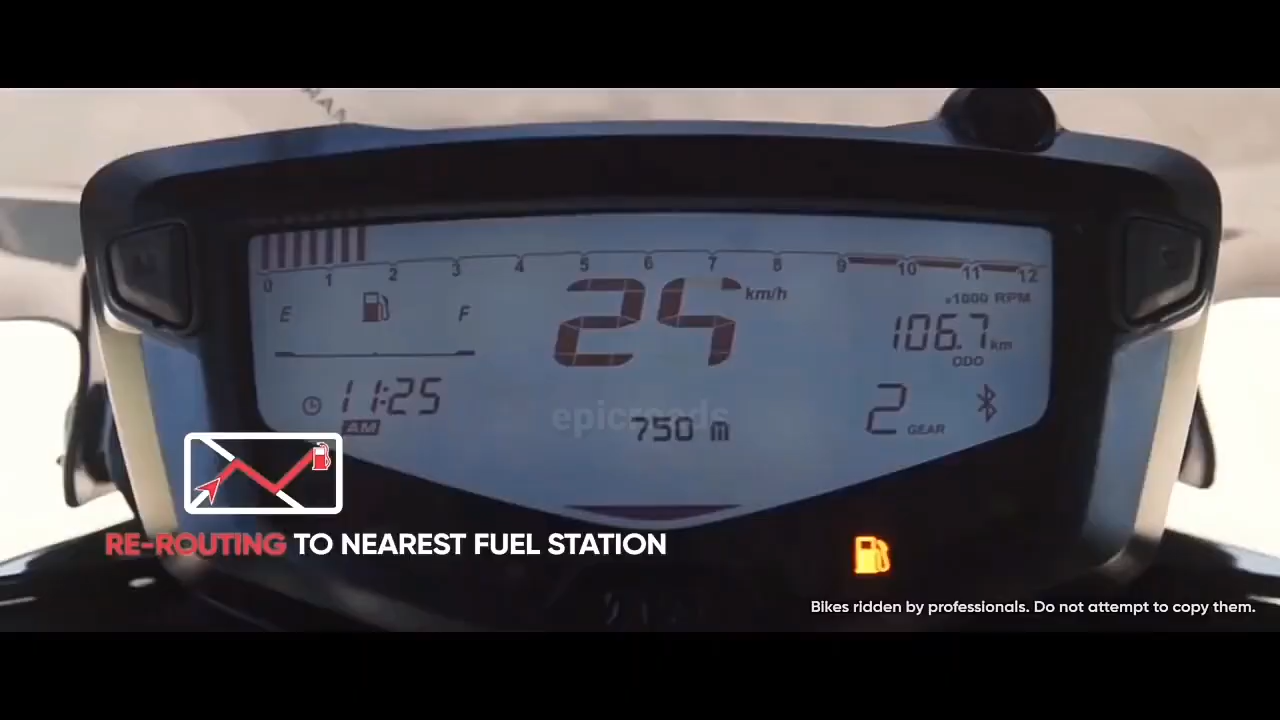 0 1 2 3 4 5 6 7 8 9 10 11 12
E F
km/h
x1000 RPM
106.7 km
ODO
11:25
AM
epicroads
750 m
2 GEAR
RE-ROUTING TO NEAREST FUEL STATION
Bikes ridden by professionals. Do not attempt to copy them.